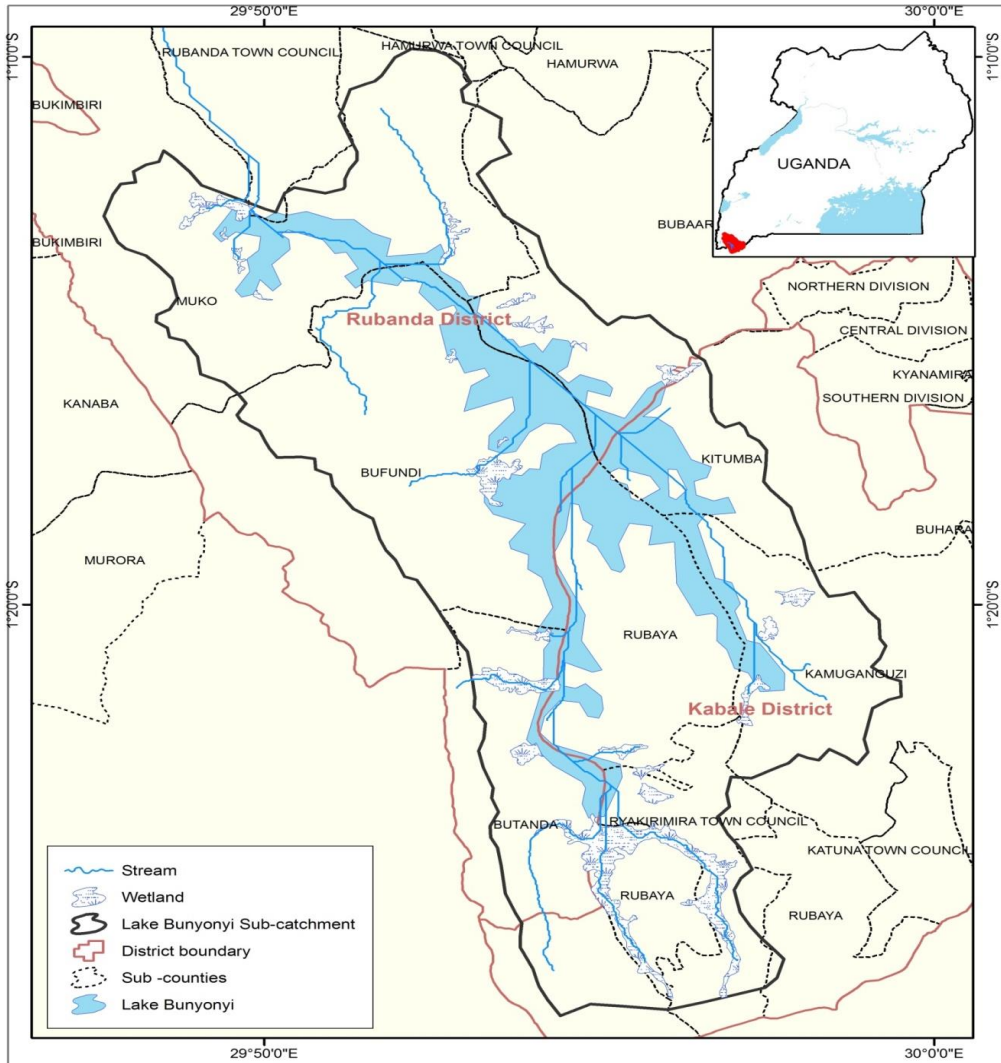 29°50'0"E
30°0'0"E
1°10'0"S
1°10'0"S
RUBANDA TOWN COUNCIL
HAMURWA TOWN COUNCIL
HAMURWA
BUKIMBIRI
UGANDA
BUBAAR
BUKIMBIRI
MUKO
NORTHERN DIVISION
Rubanda District
CENTRAL DIVISION
KYANAMIRA
KANABA
SOUTHERN DIVISION
BUFUNDI
KITUMBA
BUHARA
MURORA
1°20'0"S
1°20'0"S
RUBAYA
KAMUGANGUZI
Kabale District
BUTANDA
RYAKIRIMIRA TOWN COUNCIL
KATUNA TOWN COUNCIL
RUBAYA
RUBAYA
Stream
Wetland
Lake Bunyonyi Sub-catchment
District boundary
Sub -counties
Lake Bunyonyi
29°50'0"E
30°0'0"E